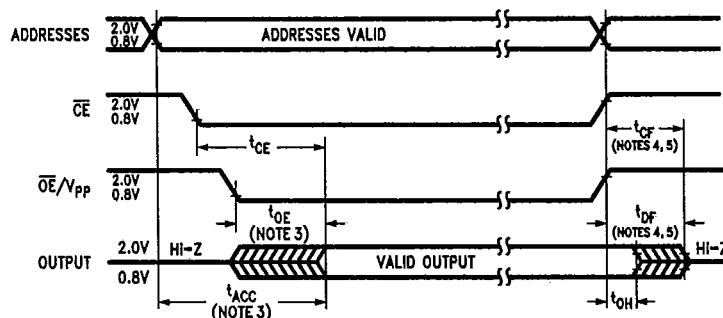 ADDRESSES 2.0V ADDRESSES VALID
0.8V
CE 2.0V
0.8V
tCE
tCF
(NOTES 4, 5)
OE/VPP 2.0V
0.8V
tOE
(NOTE 3)
tDF
(NOTES 4, 5)
OUTPUT 2.0V HI-Z VALID OUTPUT HI-Z
0.8V
tACC
(NOTE 3)
tOH